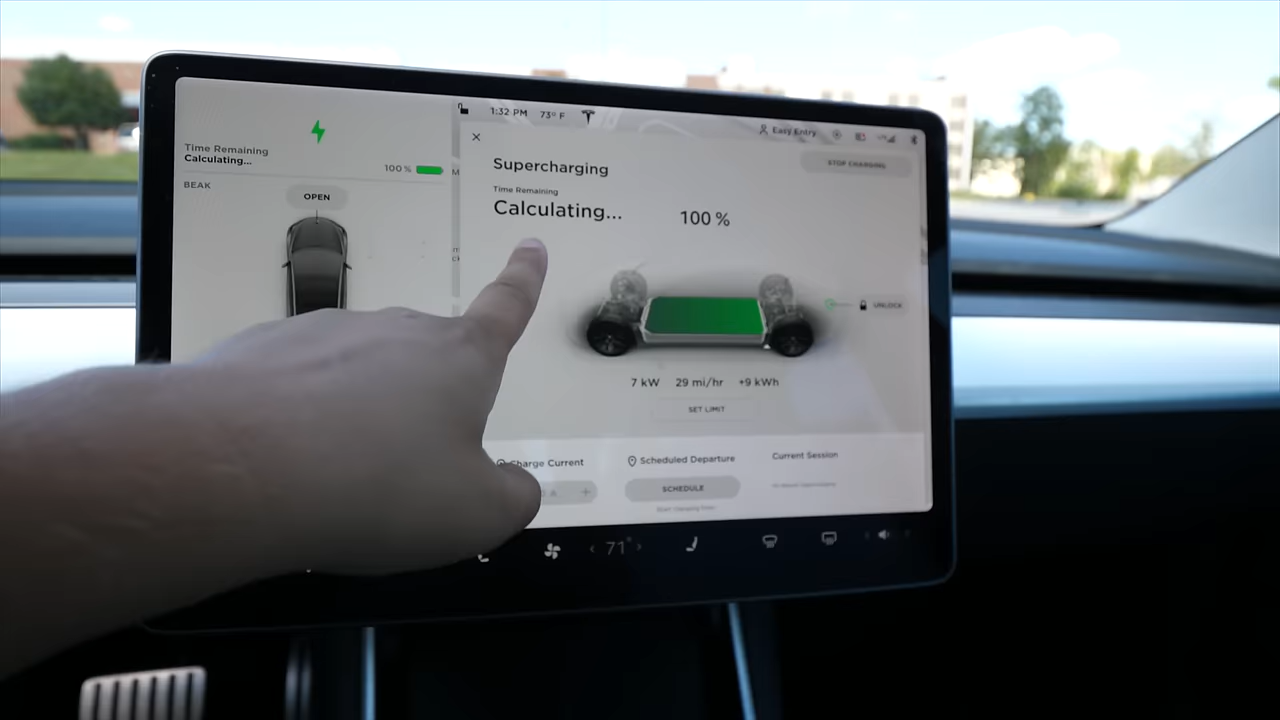 1:32 PM 73° F
Easy Entry
Time Remaining
Calculating...
100 %
BEAK
OPEN
Supercharging
STOP CHARGING
Time Remaining
Calculating...
100 %
UNLOCK
7 kW 29 mi/hr +9 kWh
SET LIMIT
Charge Current
Scheduled Departure
SCHEDULE
Current Session
71°